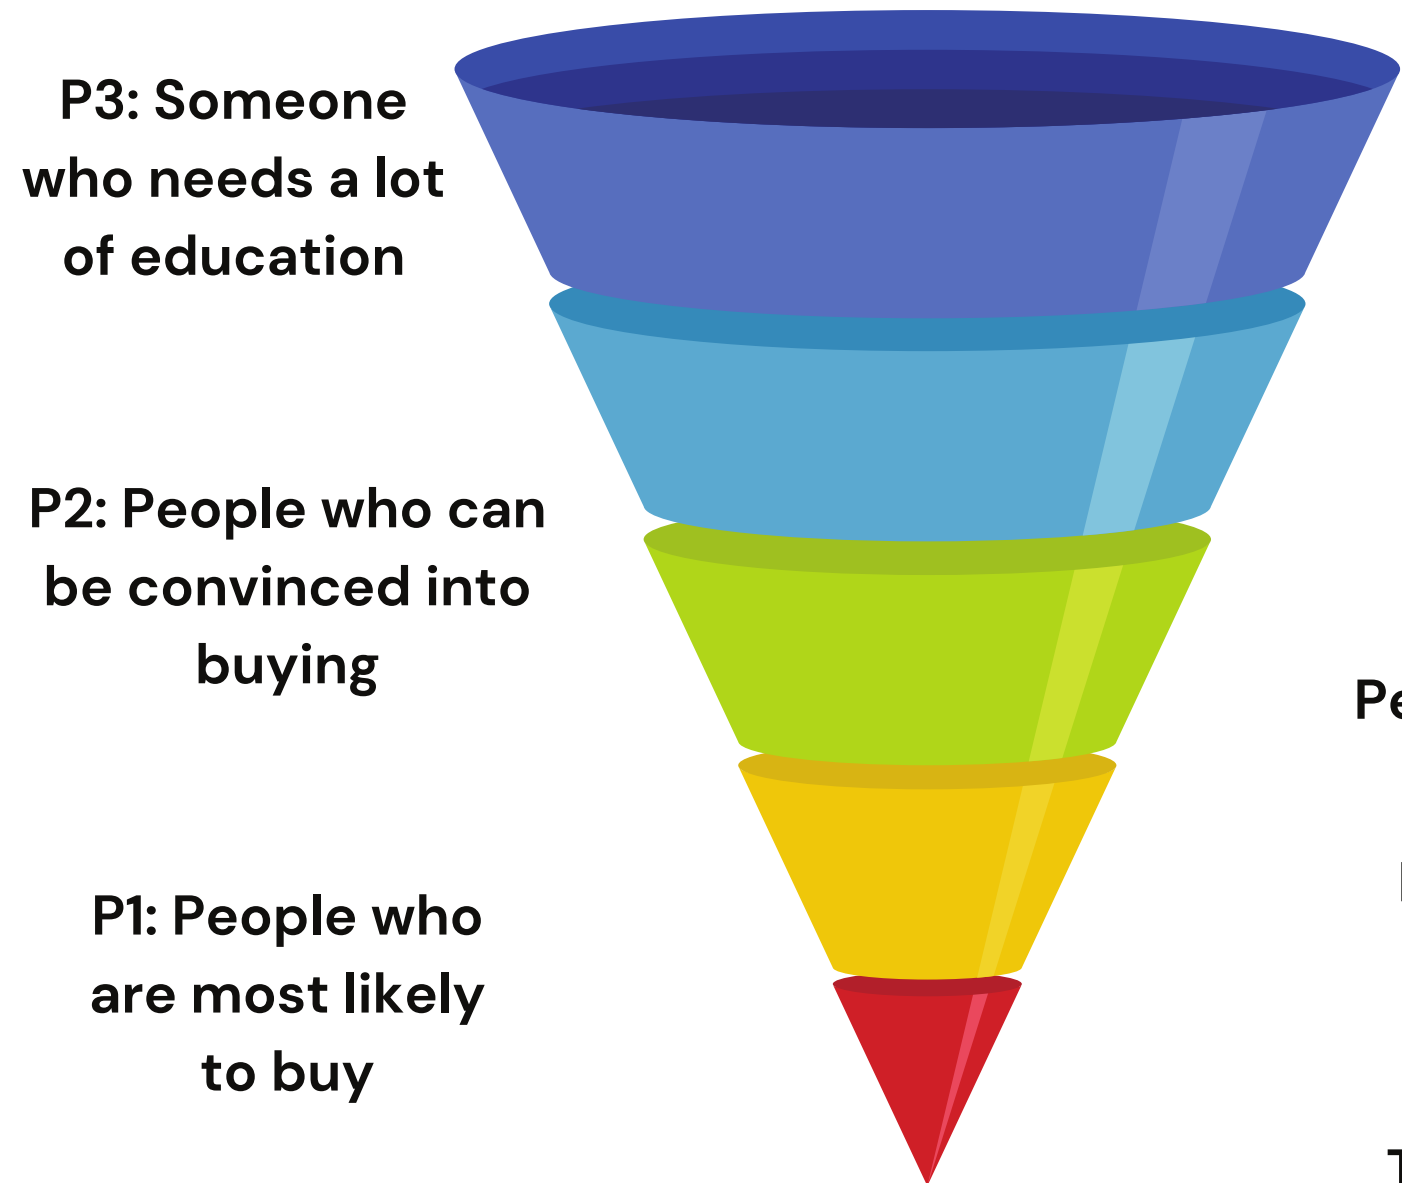 P3: Someone
who needs a lot
of education
P2: People who can
be convinced into
buying
P1: People who
are most likely
to buy